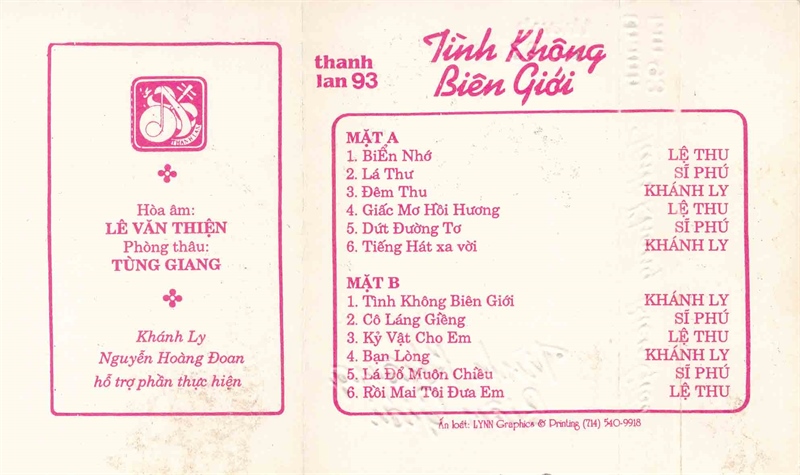 THANH LAN
Hòa âm:
LÊ VĂN THIỆN
Phòng thâu:
TÙNG GIANG
Khánh Ly
Nguyễn Hoàng Đoan
hỗ trợ phần thực hiện
thanh
lan 93
Tình Không
Biên Giới
MẶT A
1. BiỂn Nhớ LỆ THU
2. Lá Thư SĨ PHÚ
3. Đêm Thu KHÁNH LY
4. Giấc Mơ Hồi Hương LỆ THU
5. Dứt Đường Tơ SĨ PHÚ
6. Tiếng Hát xa vời KHÁNH LY
MẶT B
1. Tình Không Biên Giới KHÁNH LY
2. Cô Láng Giềng SĨ PHÚ
3. Kỷ Vật Cho Em LỆ THU
4. Bạn Lòng KHÁNH LY
5. Lá Đổ Muôn Chiều SĨ PHÚ
6. Rồi Mai Tôi Đưa Em LỆ THU
Ấn loát: LYNN Graphics & Printing (714) 540-9918